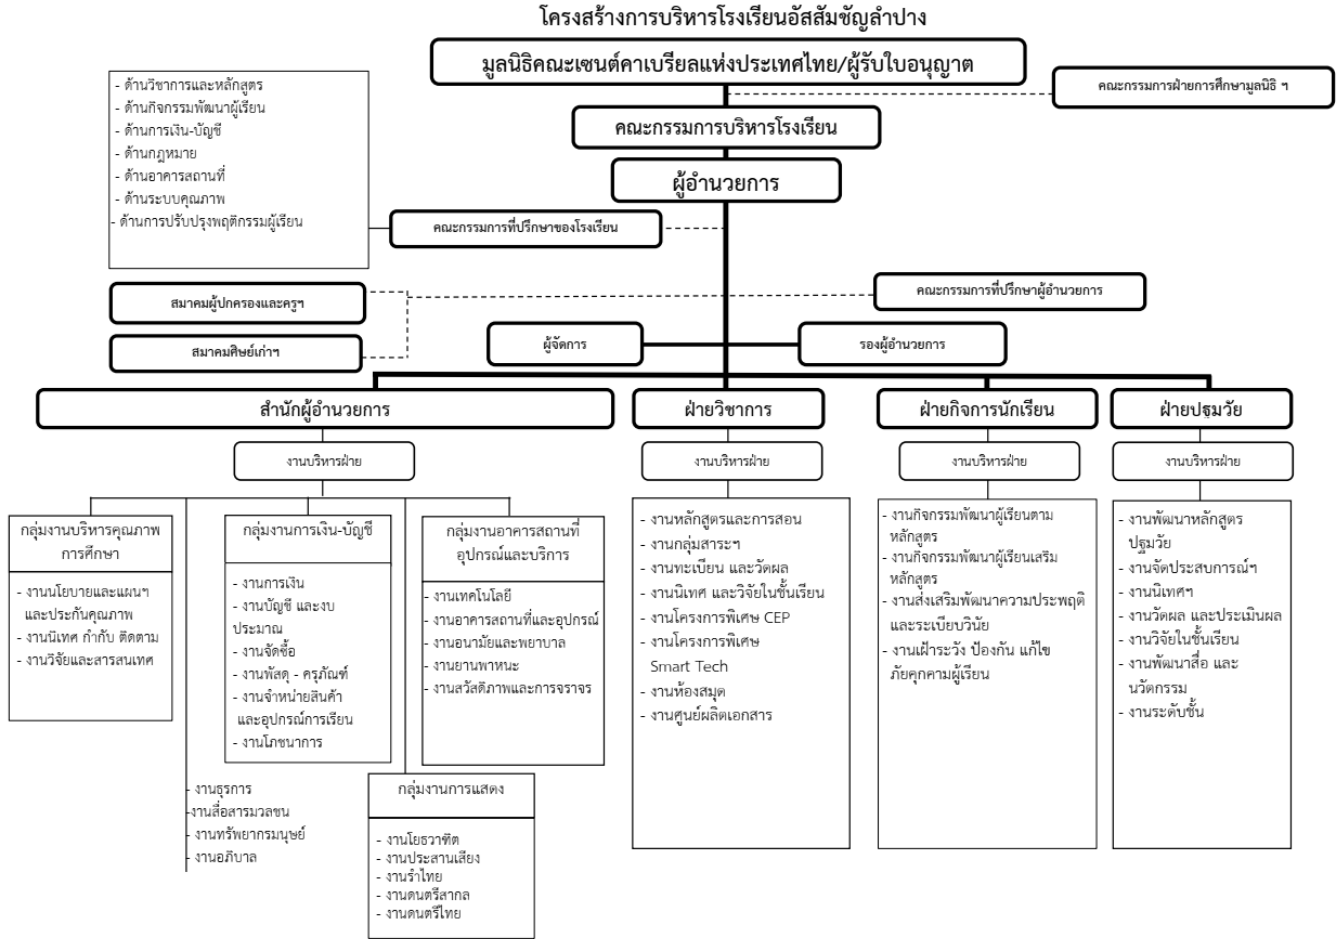 โครงสร้างการบริหารโรงเรียนอัสสัมชัญลำปาง
มูลนิธิคณะเซนต์คาเบรียลแห่งประเทศไทย/ผู้รับใบอนุญาต
คณะกรรมการฝ่ายการศึกษามูลนิธิ ฯ
- ด้านวิชาการและหลักสูตร
- ด้านกิจกรรมพัฒนาผู้เรียน
- ด้านการเงิน-บัญชี
- ด้านกฎหมาย
- ด้านอาคารสถานที่
- ด้านระบบคุณภาพ
- ด้านการปรับปรุงพฤติกรรมผู้เรียน
คณะกรรมการบริหารโรงเรียน
ผู้อำนวยการ
คณะกรรมการที่ปรึกษาของโรงเรียน
สมาคมผู้ปกครองและครูฯ
คณะกรรมการที่ปรึกษาผู้อำนวยการ
สมาคมศิษย์เก่าฯ
ผู้จัดการ
รองผู้อำนวยการ
สำนักผู้อำนวยการ
ฝ่ายวิชาการ
ฝ่ายกิจการนักเรียน
ฝ่ายปฐมวัย
งานบริหารฝ่าย
งานบริหารฝ่าย
งานบริหารฝ่าย
งานบริหารฝ่าย
กลุ่มงานบริหารคุณภาพ
การศึกษา
- งานนโยบายและแผนฯ
และประกันคุณภาพ
- งานนิเทศ กำกับ ติดตาม
- งานวิจัยและสารสนเทศ
กลุ่มงานการเงิน-บัญชี
- งานการเงิน
- งานบัญชี และงบ
ประมาณ
- งานจัดซื้อ
- งานพัสดุ - ครุภัณฑ์
- งานจำหน่ายสินค้า
และอุปกรณ์การเรียน
- งานโภชนาการ
กลุ่มงานอาคารสถานที่
อุปกรณ์และบริการ
- งานเทคโนโลยี
- งานอาคารสถานที่และอุปกรณ์
- งานอนามัยและพยาบาล
- งานยานพาหนะ
- งานสวัสดิภาพและการจราจร
- งานหลักสูตรและการสอน
- งานกลุ่มสาระฯ
- งานทะเบียน และวัดผล
- งานนิเทศ และวิจัยในชั้นเรียน
- งานโครงการพิเศษ CEP
- งานโครงการพิเศษ
Smart Tech
- งานห้องสมุด
- งานศูนย์ผลิตเอกสาร
- งานกิจกรรมพัฒนาผู้เรียนตาม
หลักสูตร
- งานกิจกรรมพัฒนาผู้เรียนเสริม
หลักสูตร
- งานส่งเสริมพัฒนาความประพฤติ
และระเบียบวินัย
- งานเฝ้าระวัง ป้องกัน แก้ไข
ภัยคุกคามผู้เรียน
- งานพัฒนาหลักสูตร
ปฐมวัย
- งานจัดประสบการณ์ฯ
- งานนิเทศฯ
- งานวัดผล และประเมินผล
- งานวิจัยในชั้นเรียน
- งานพัฒนาสื่อ และ
นวัตกรรม
- งานระดับชั้น
- งานธุรการ
-งานสื่อสารมวลชน
- งานทรัพยากรมนุษย์
- งานอภิบาล
กลุ่มงานการแสดง
- งานโยธวาฑิต
- งานประสานเสียง
- งานรำไทย
- งานดนตรีสากล
- งานดนตรีไทย